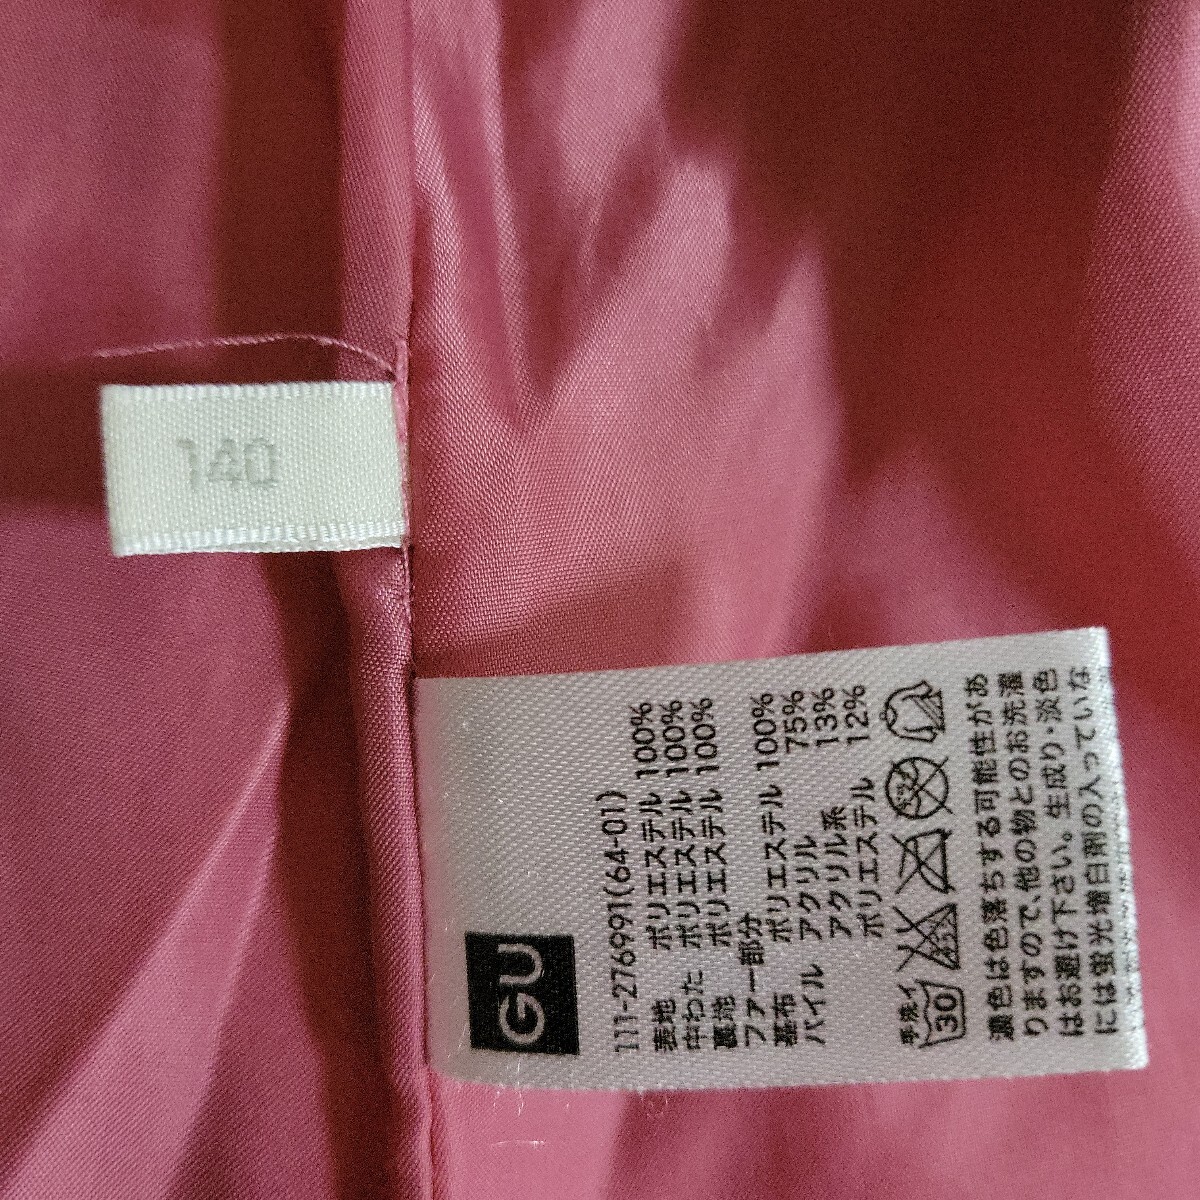 140
GU
111-276991(64-01)
表地 ポリエステル 100%
中わた ポリエステル 100%
裏地 ポリエステル 100%
ファー部分
基布 ポリエステル 100%
パイル アクリル 75%
アクリル系 13%
ポリエステル 12%
手洗イ
30
濃色は色落ちする可能性があ
りますので、他の物とのお洗濯
はお避け下さい。生成り・淡色
には蛍光増白剤の入っていな